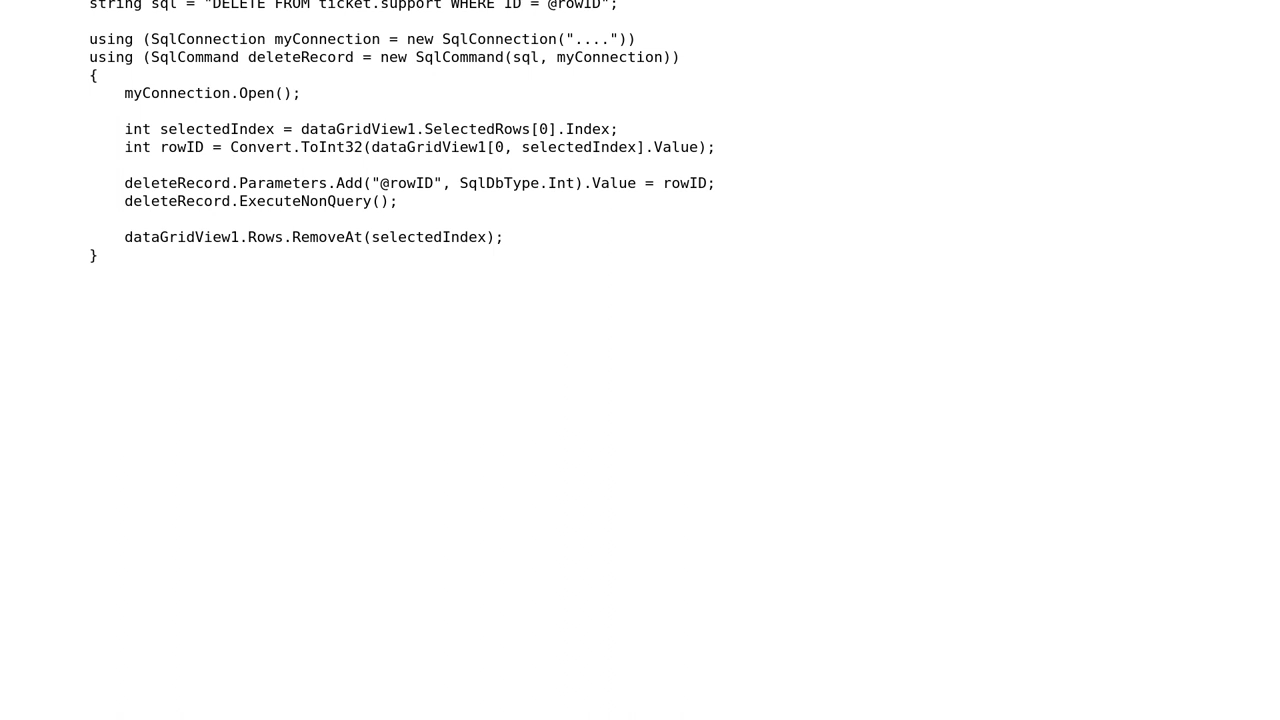 string sql = "DELETE FROM ticket.support WHERE ID = @rowID";
using (SqlConnection myConnection = new SqlConnection("...."))
using (SqlCommand deleteRecord = new SqlCommand(sql, myConnection))
{
myConnection.Open();
int selectedIndex = dataGridView1.SelectedRows[0].Index;
int rowID = Convert.ToInt32(dataGridView1[0, selectedIndex].Value);
deleteRecord.Parameters.Add("@rowID", SqlDbType.Int).Value = rowID;
deleteRecord.ExecuteNonQuery();
dataGridView1.Rows.RemoveAt(selectedIndex);
}